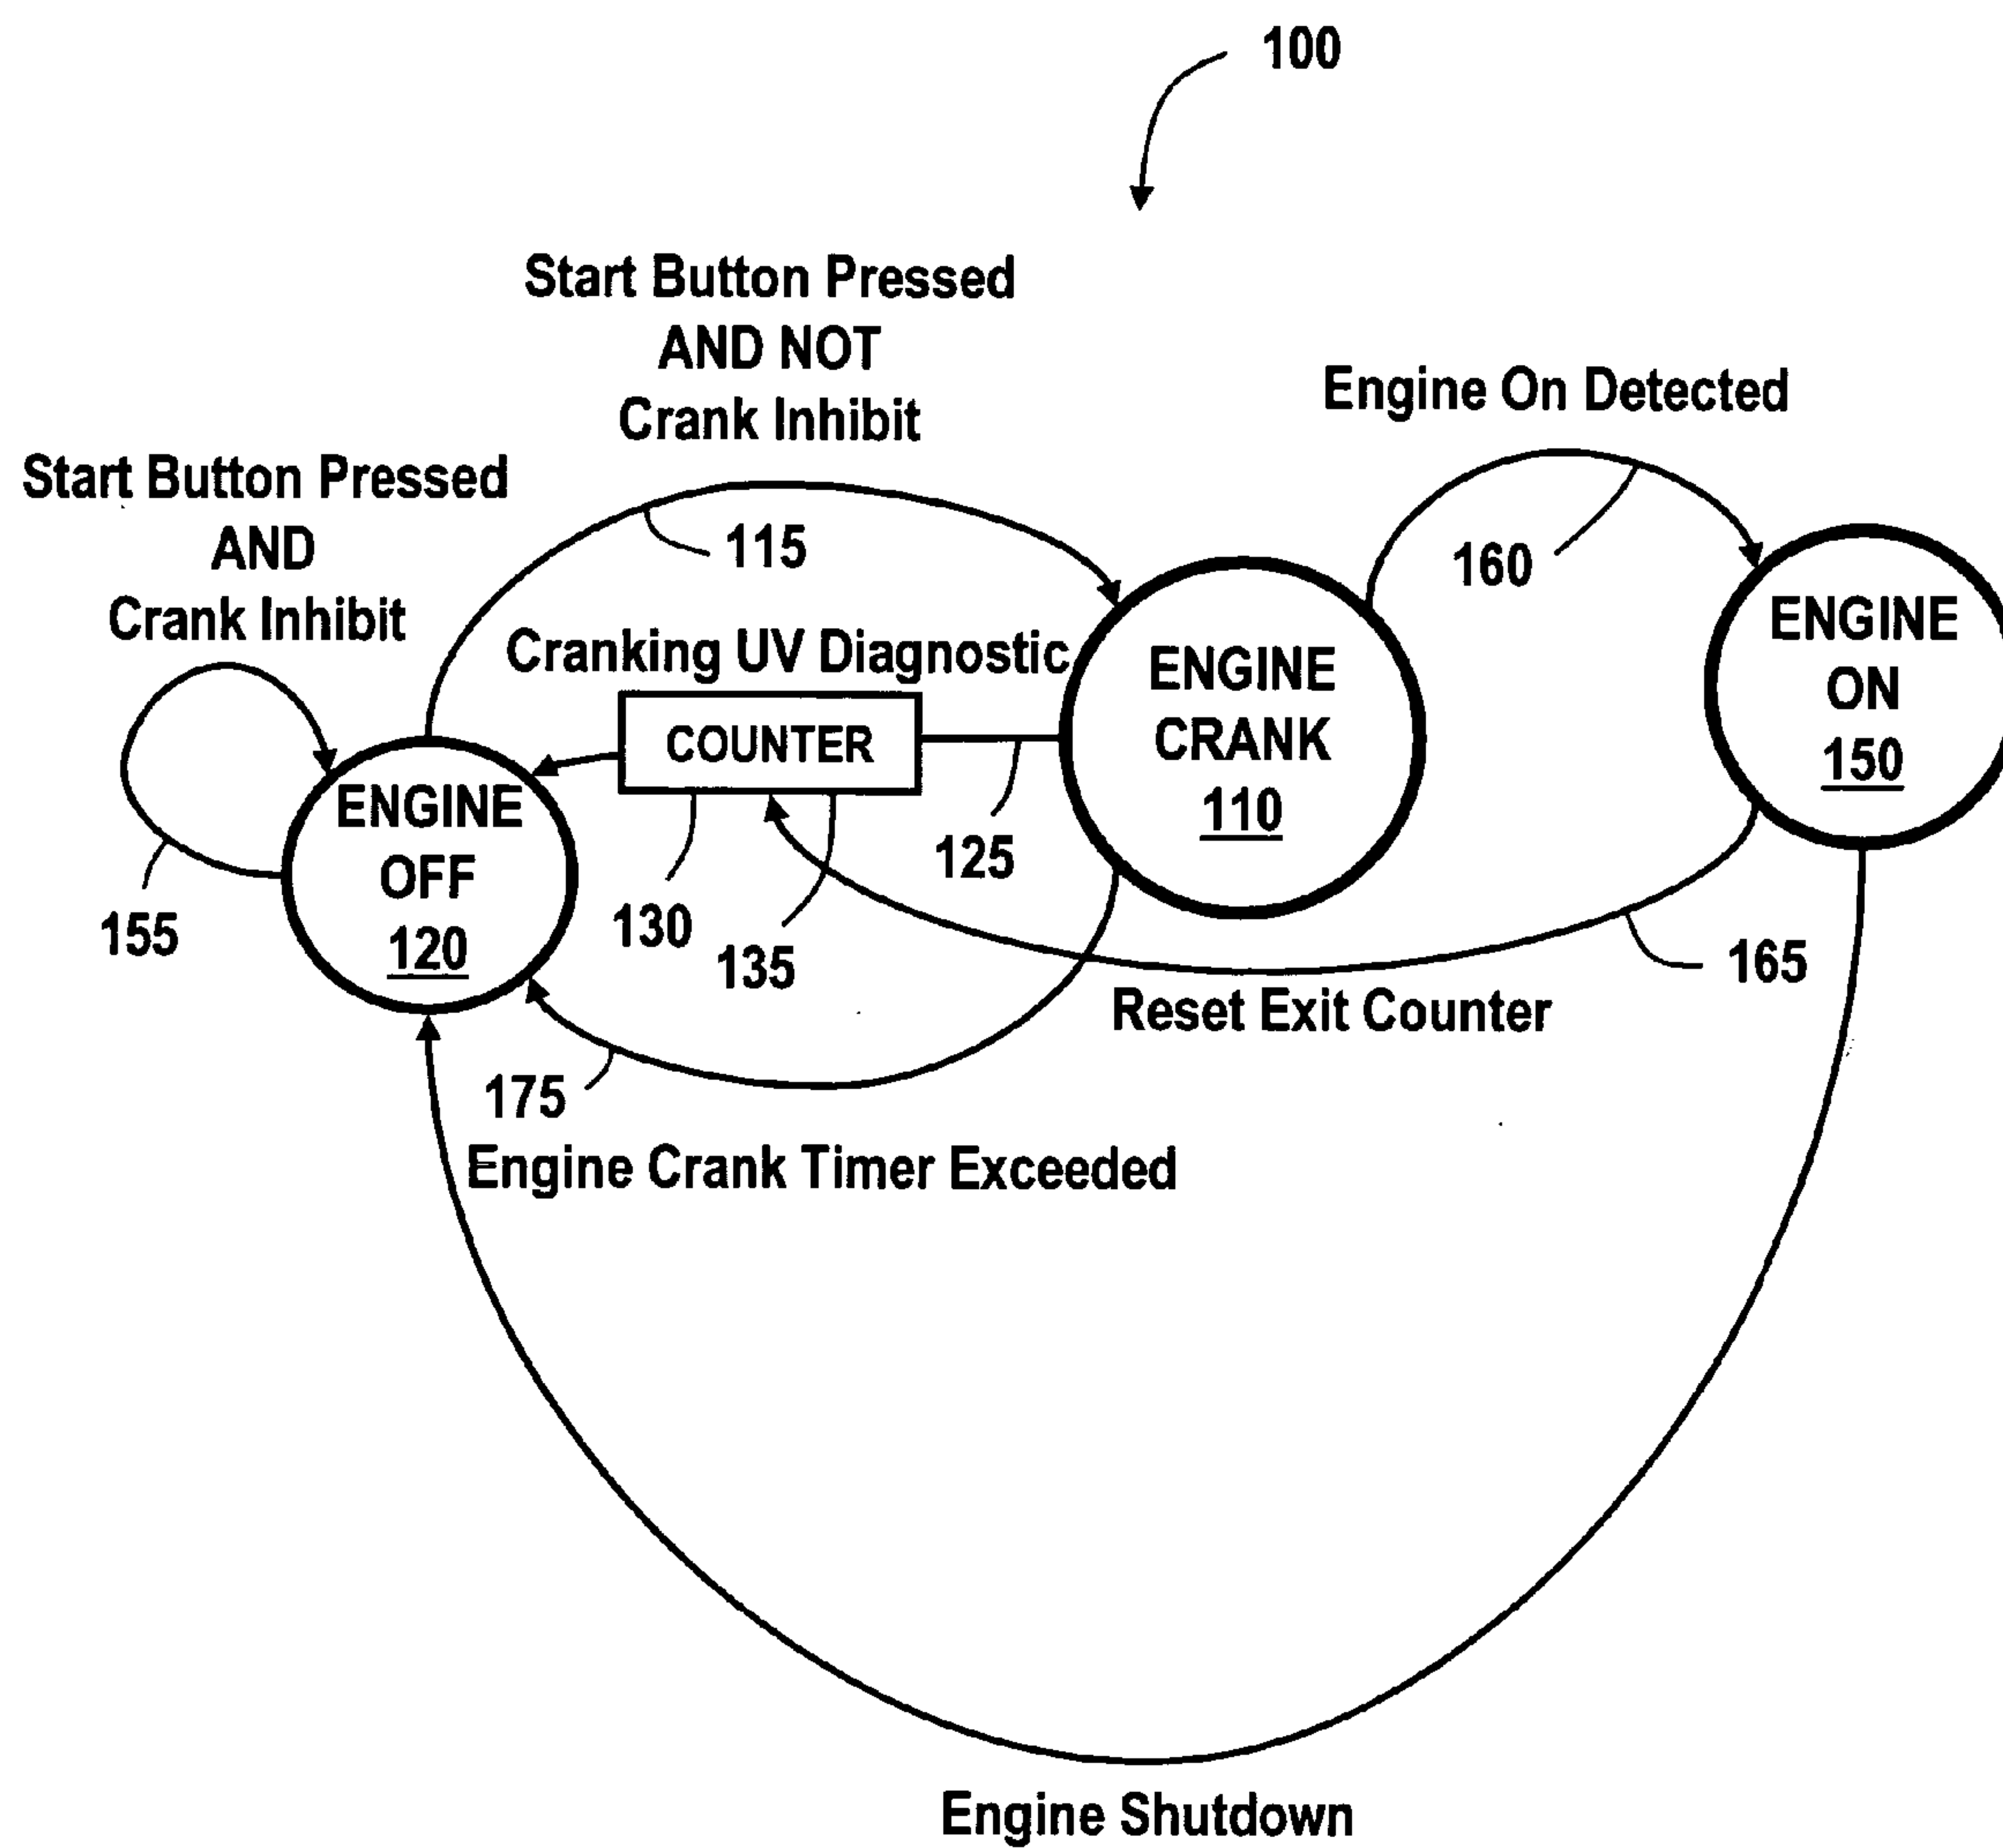 100
Start Button Pressed
AND NOT
Crank Inhibit
Engine On Detected
Start Button Pressed
AND
Crank Inhibit
115
160
Cranking UV Diagnostic
COUNTER
ENGINE
CRANK
110
ENGINE
ON
150
ENGINE
OFF
120
125
155
130
135
165
Reset Exit Counter
175
Engine Crank Timer Exceeded
Engine Shutdown